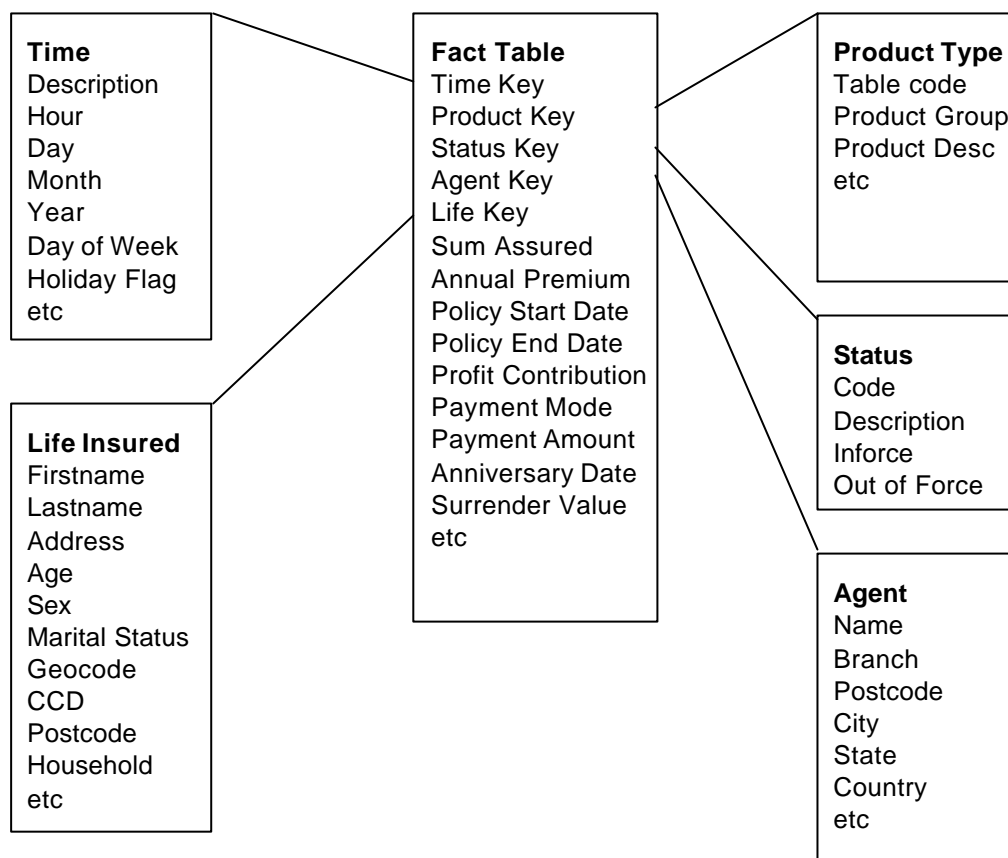 Time
Description
Hour
Day
Month
Year
Day of Week
Holiday Flag
etc
Life Insured
Firstname
Lastname
Address
Age
Sex
Marital Status
Geocode
CCD
Postcode
Household
etc
Fact Table
Time Key
Product Key
Status Key
Agent Key
Life Key
Sum Assured
Annual Premium
Policy Start Date
Policy End Date
Profit Contribution
Payment Mode
Payment Amount
Anniversary Date
Surrender Value
etc
Product Type
Table code
Product Group
Product Desc
etc
Status
Code
Description
Inforce
Out of Force
Agent
Name
Branch
Postcode
City
State
Country
etc